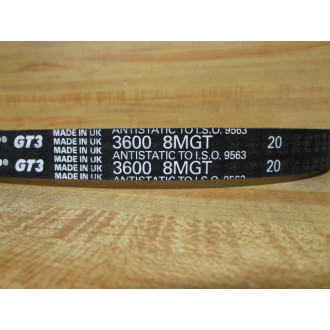 GT3 MADE IN UK MADE IN UK ANTISTATIC TO I.S.O. 9563
3600 8MGT 20
GT3 MADE IN UK MADE IN UK MADE IN UK ANTISTATIC TO I.S.O. 9563
3600 8MGT 20